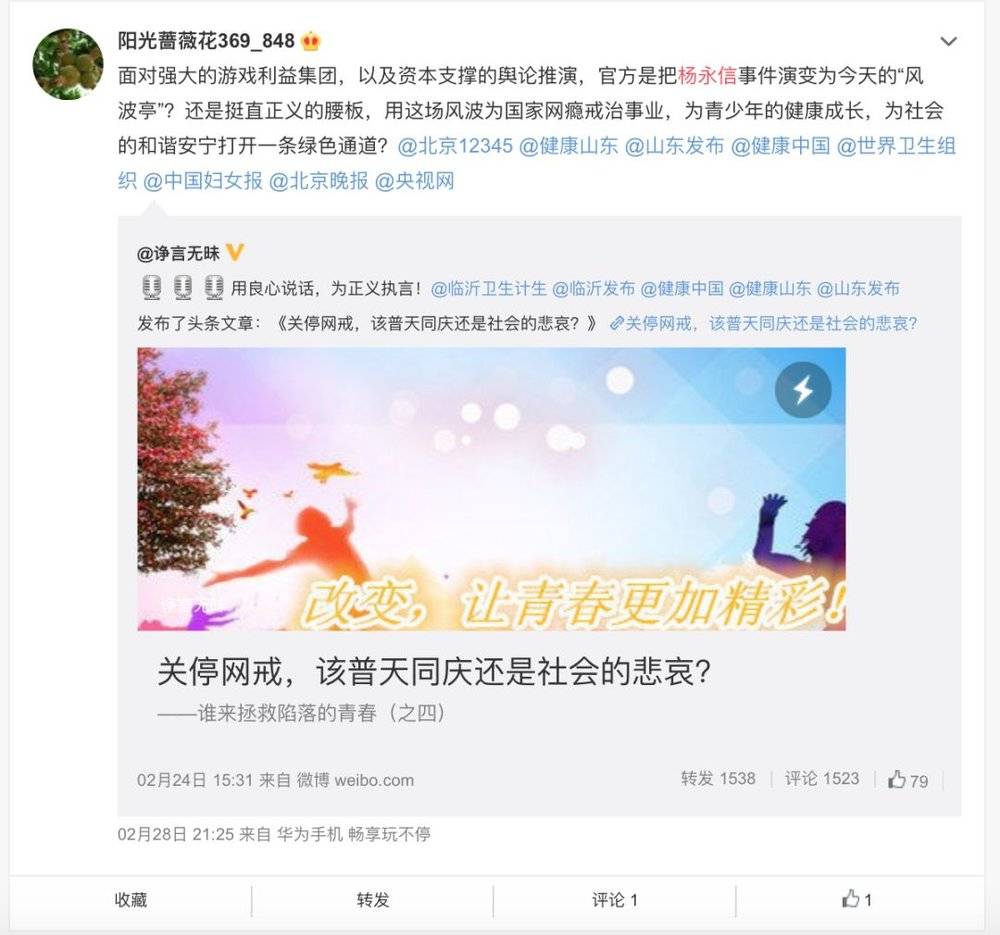 阳光蔷薇花369_848
面对强大的游戏利益集团，以及资本支撑的舆论推演，官方是把杨永信事件演变为今天的“风
波亭”？还是挺直正义的腰板，用这场风波为国家网瘾戒治事业，为青少年的健康成长，为社会
的和谐安宁打开一条绿色通道？@北京12345 @健康山东 @山东发布 @健康中国 @世界卫生组
织 @中国妇女报 @北京晚报 @央视网
@诤言无昧
用良心说话，为正义执言！@临沂卫生计生 @临沂发布 @健康中国 @健康山东 @山东发布
发布了头条文章：《关停网戒，该普天同庆还是社会的悲哀？》 关停网戒，该普天同庆还是社会的悲哀？
诤言无昧
改变，让青春更加精彩！
关停网戒，该普天同庆还是社会的悲哀？
——谁来拯救陷落的青春（之四）
02月24日 15:31 来自 微博 weibo.com 转发 1538 评论 1523 79
02月28日 21:25 来自 华为手机 畅享玩不停
收藏 转发 评论 1 1